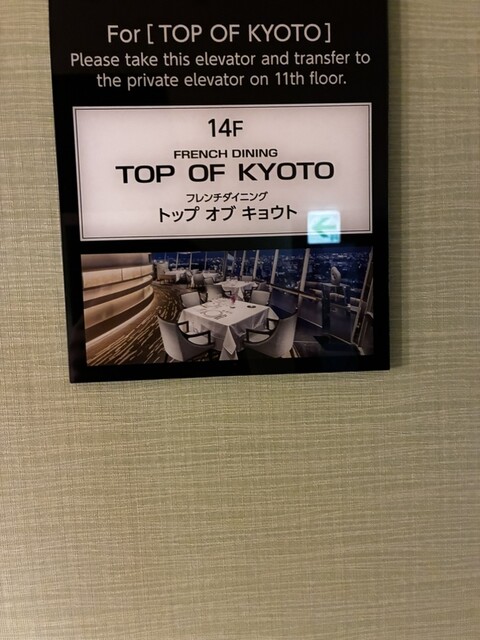 For [ TOP OF KYOTO ]
Please take this elevator and transfer to
the private elevator on 11th floor.
14F
FRENCH DINING
TOP OF KYOTO
フレンチダイニング
トップ オブ キョウト